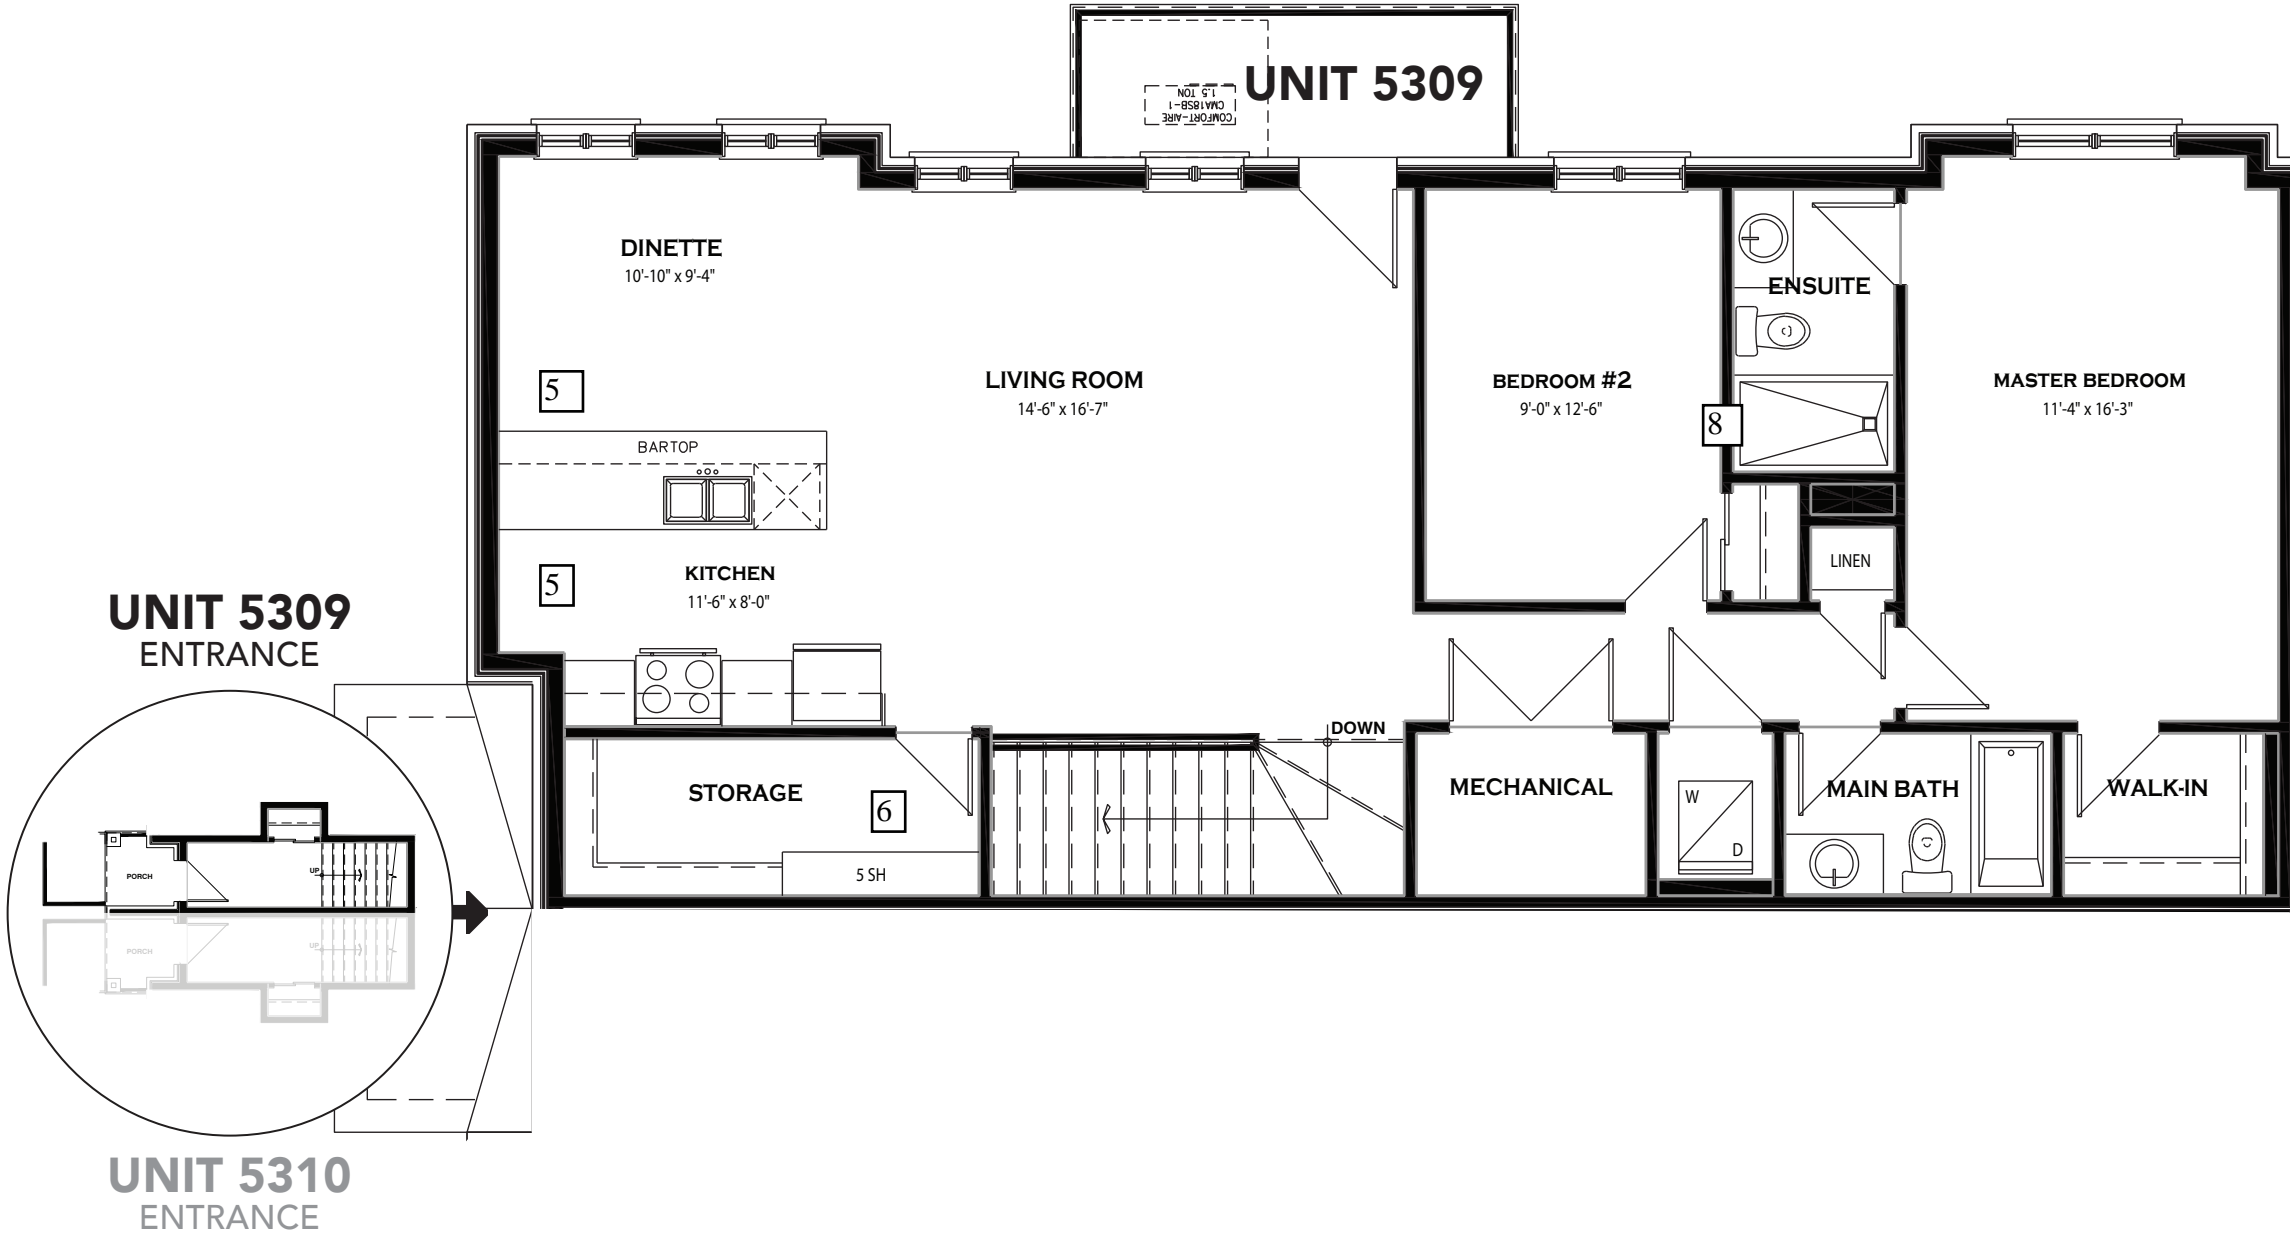 UNIT 5309
COMFORT-AIRE
CMA18SB-1
1.5 TON
DINETTE
10'-10" x 9'-4"
LIVING ROOM
14'-6" x 16'-7"
BEDROOM #2
9'-0" x 12'-6"
ENSUITE
MASTER BEDROOM
11'-4" x 16'-3"
5
8
BARTOP
5
KITCHEN
11'-6" x 8'-0"
LINEN
UNIT 5309
ENTRANCE
DOWN
STORAGE
6
5 SH
MECHANICAL
W
D
MAIN BATH
WALK-IN
PORCH
UP
PORCH
UP
UNIT 5310
ENTRANCE